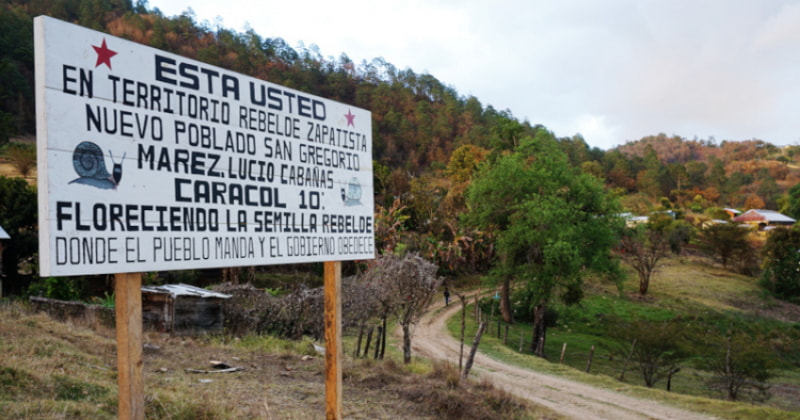 ESTA USTED
EN TERRITORIO REBELDE ZAPATISTA
NUEVO POBLADO SAN GREGORIO
MAREZ. LUCIO CABAÑAS
CARACOL 10°
FLORECIENDO LA SEMILLA REBELDE
DONDE EL PUEBLO MANDA Y EL GOBIERNO OBEDECE